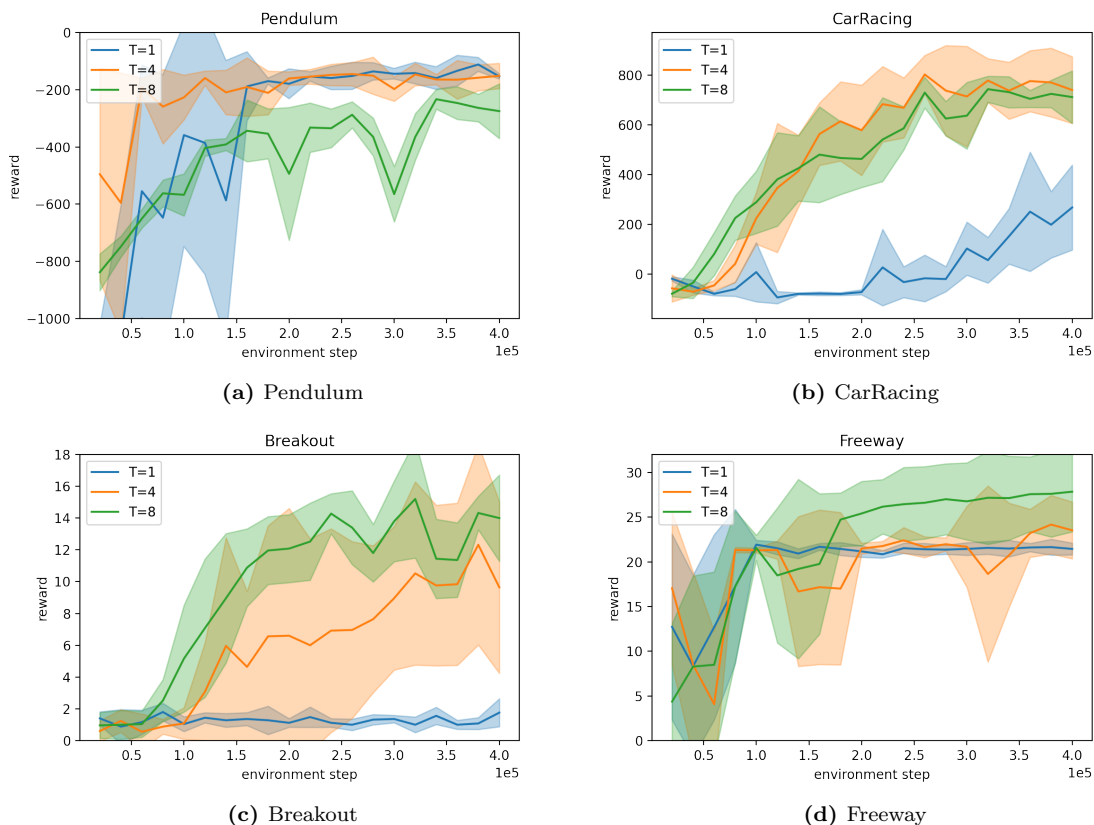 Pendulum
T=1
T=4
T=8
reward
0
−200
−400
−600
−800
−1000
0.5 1.0 1.5 2.0 2.5 3.0 3.5 4.0
1e5
environment step
(a) Pendulum
CarRacing
T=1
T=4
T=8
reward
800
600
400
200
0
0.5 1.0 1.5 2.0 2.5 3.0 3.5 4.0
1e5
environment step
(b) CarRacing
Breakout
T=1
T=4
T=8
reward
18
16
14
12
10
8
6
4
2
0
0.5 1.0 1.5 2.0 2.5 3.0 3.5 4.0
1e5
environment step
(c) Breakout
Freeway
T=1
T=4
T=8
reward
30
25
20
15
10
5
0
0.5 1.0 1.5 2.0 2.5 3.0 3.5 4.0
1e5
environment step
(d) Freeway